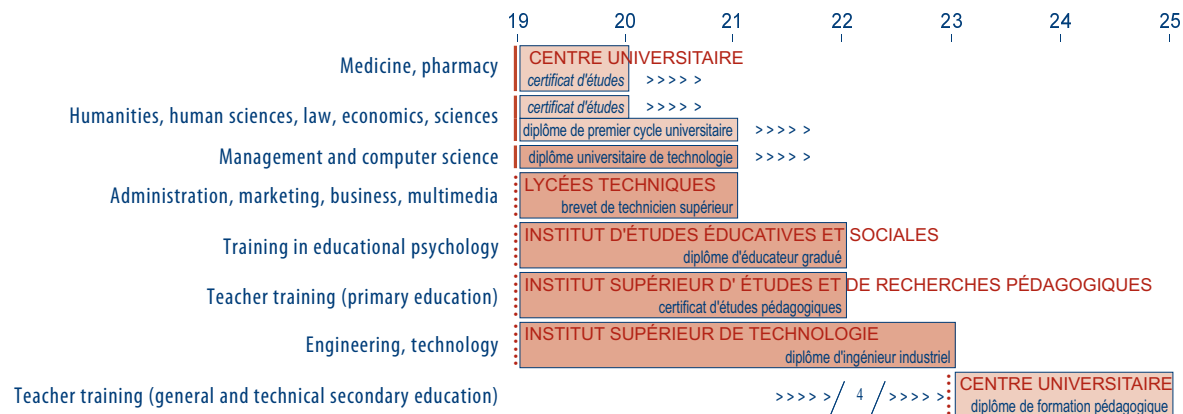 19 20 21 22 23 24 25
Medicine, pharmacy
CENTRE UNIVERSITAIRE
certificat d'études >>>> >
Humanities, human sciences, law, economics, sciences
certificat d'études >>>> >
diplôme de premier cycle universitaire >>>> >
Management and computer science
diplôme universitaire de technologie >>>> >
Administration, marketing, business, multimedia
LYCÉES TECHNIQUES
brevet de technicien supérieur
Training in educational psychology
INSTITUT D'ÉTUDES ÉDUCATIVES ET SOCIALES
diplôme d'éducateur gradué
Teacher training (primary education)
INSTITUT SUPÉRIEUR D' ÉTUDES ET DE RECHERCHES PÉDAGOGIQUES
certificat d'études pédagogiques
Engineering, technology
INSTITUT SUPÉRIEUR DE TECHNOLOGIE
diplôme d'ingénieur industriel
Teacher training (general and technical secondary education)
>>>> > / 4 / >>>> >
CENTRE UNIVERSITAIRE
diplôme de formation pédagogique